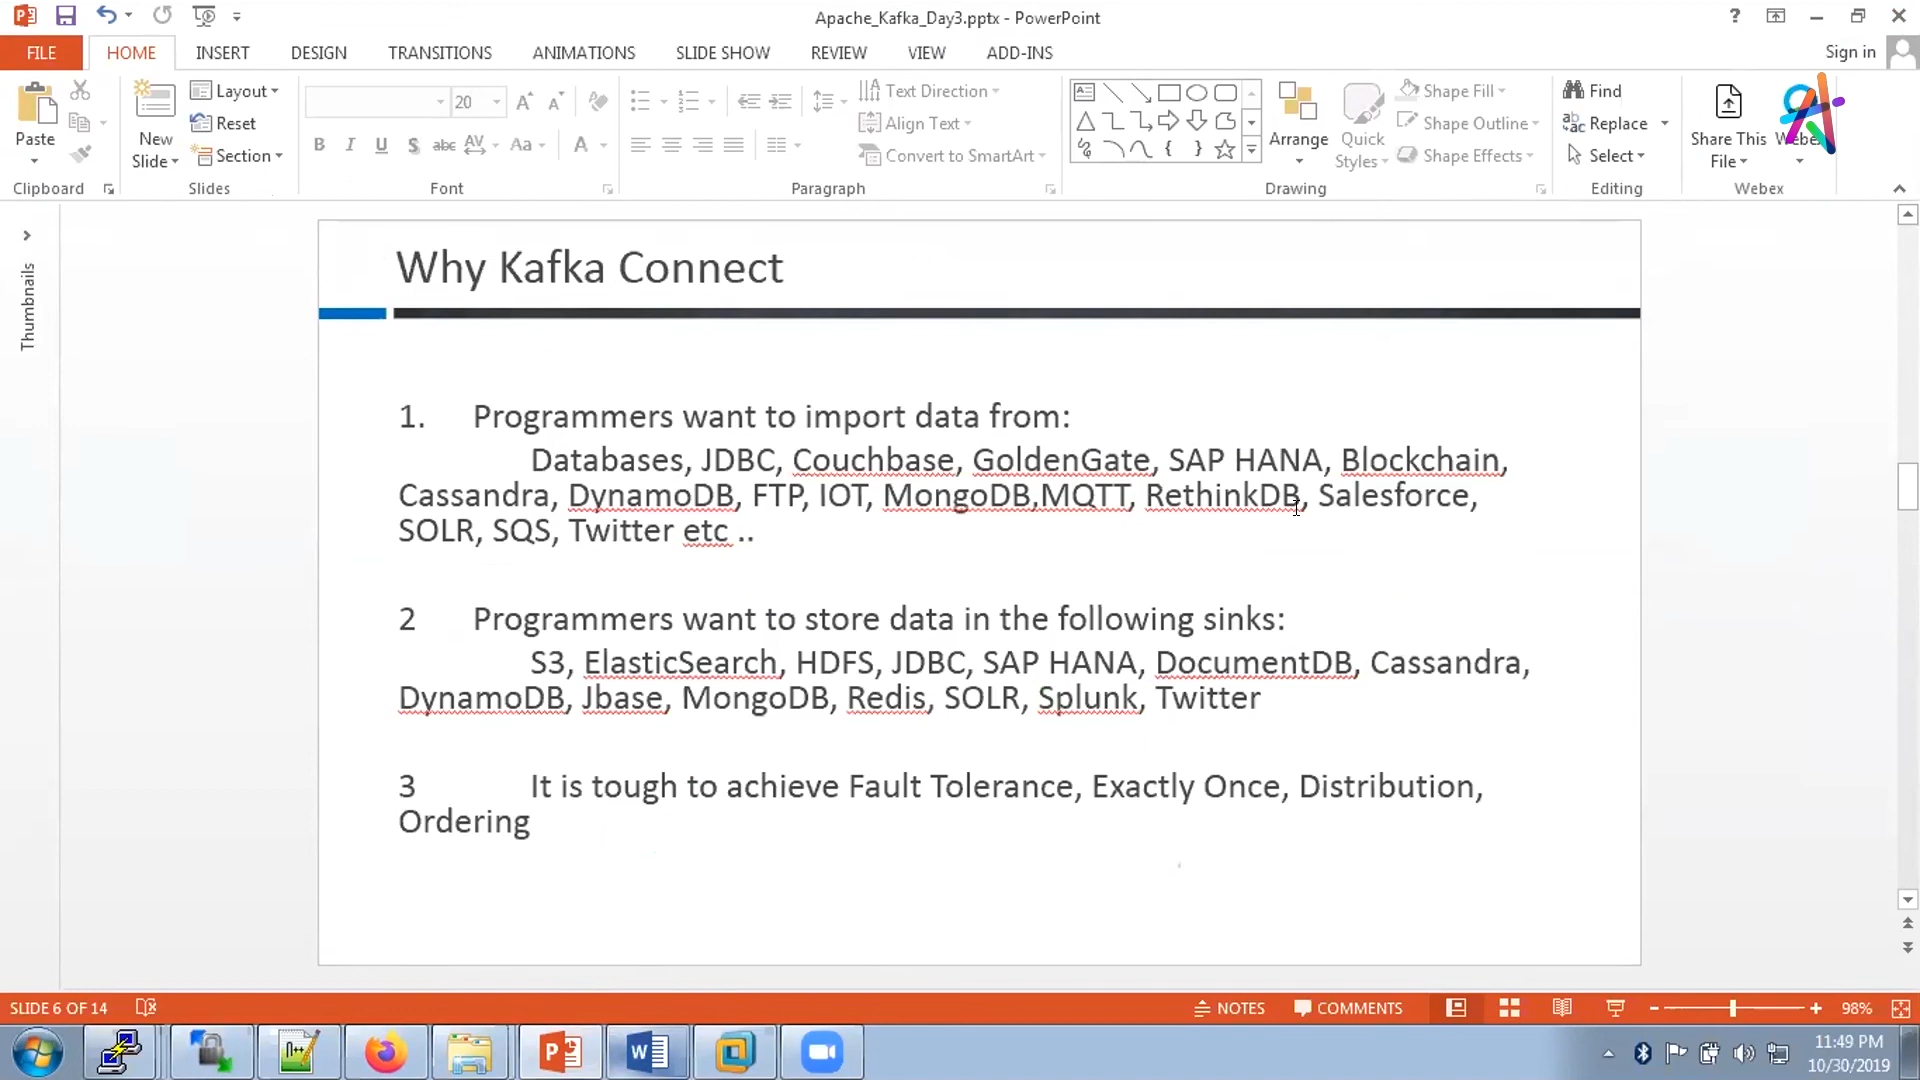 Apache_Kafka_Day3.pptx - PowerPoint
FILE HOME INSERT DESIGN TRANSITIONS ANIMATIONS SLIDE SHOW REVIEW VIEW ADD-INS Sign in
Paste
New Slide
Layout
Reset
Section
20
B I U S abc AV Aa A
Text Direction
Align Text
Convert to SmartArt
Arrange
Quick Styles
Shape Fill
Shape Outline
Shape Effects
Find
Replace
Select
Share This File
Clipboard Slides Font Paragraph Drawing Editing Webex
Thumbnails
Why Kafka Connect
1. Programmers want to import data from:
Databases, JDBC, Couchbase, GoldenGate, SAP HANA, Blockchain,
Cassandra, DynamoDB, FTP, IOT, MongoDB,MQTT, RethinkDB, Salesforce,
SOLR, SQS, Twitter etc ..
2 Programmers want to store data in the following sinks:
S3, ElasticSearch, HDFS, JDBC, SAP HANA, DocumentDB, Cassandra,
DynamoDB, Jbase, MongoDB, Redis, SOLR, Splunk, Twitter
3 It is tough to achieve Fault Tolerance, Exactly Once, Distribution,
Ordering
SLIDE 6 OF 14 NOTES COMMENTS 98%
11:49 PM
10/30/2019